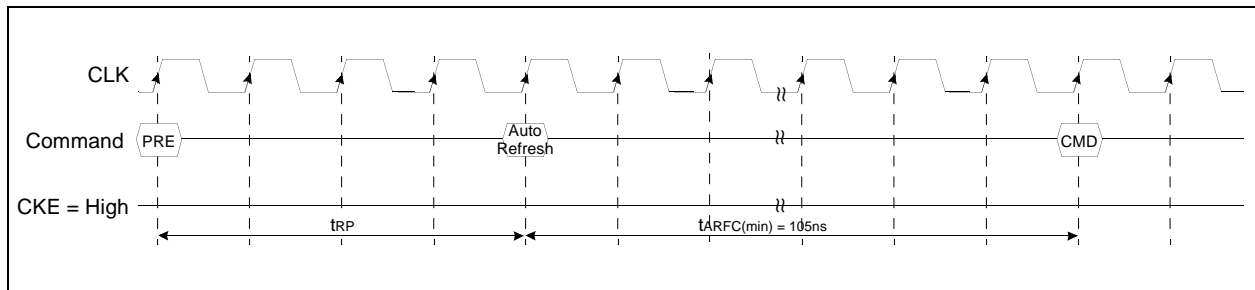 CLK
Command
PRE
Auto
Refresh
CMD
CKE = High
tRP
tARFC(min) = 105ns